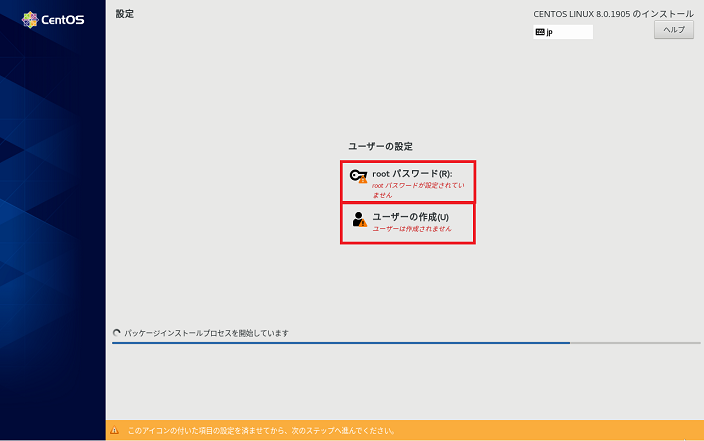 CentOS
設定
CENTOS LINUX 8.0.1905 のインストール
jp
ヘルプ
ユーザーの設定
root パスワード(R):
root パスワードが設定されてい
ません
ユーザーの作成(U)
ユーザーは作成されません
パッケージインストールプロセスを開始しています
このアイコンの付いた項目の設定を済ませてから、次のステップへ進んでください。